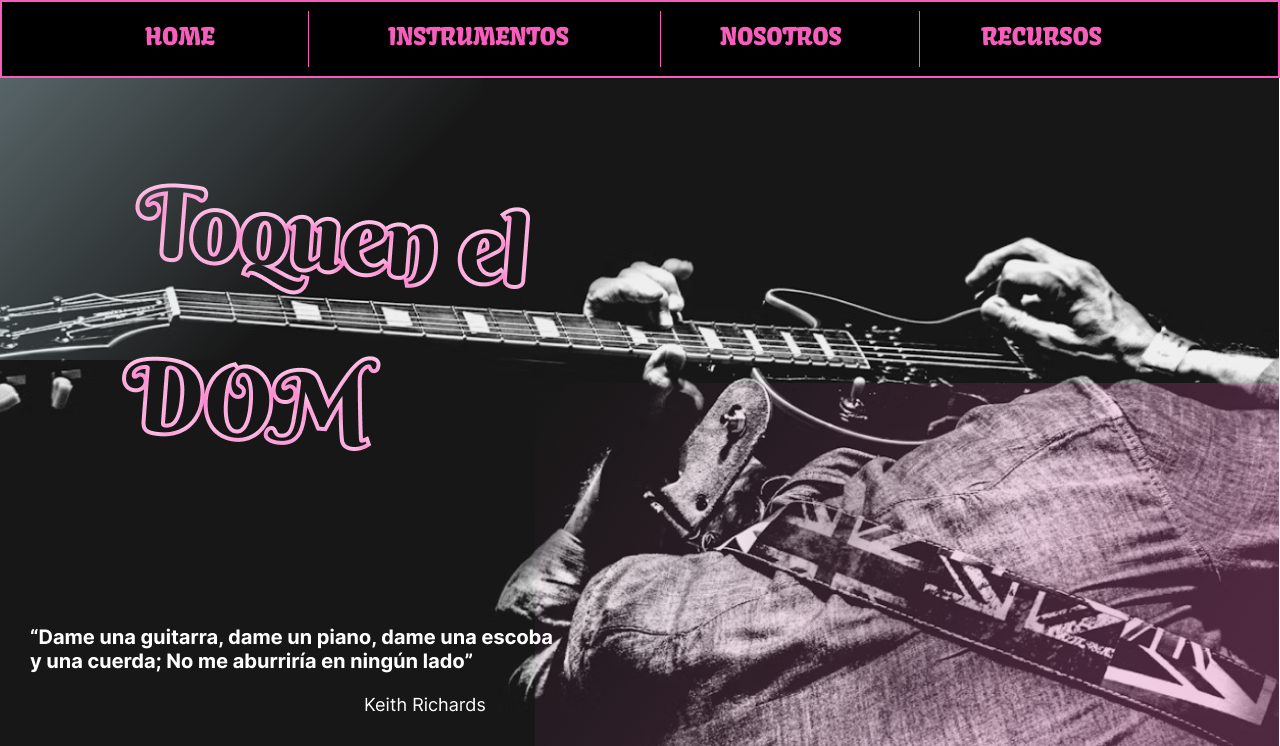 HOME
INSTRUMENTOS
NOSOTROS
RECURSOS
Toquen el
DOM
“Dame una guitarra, dame un piano, dame una escoba
y una cuerda; No me aburriría en ningún lado”
Keith Richards